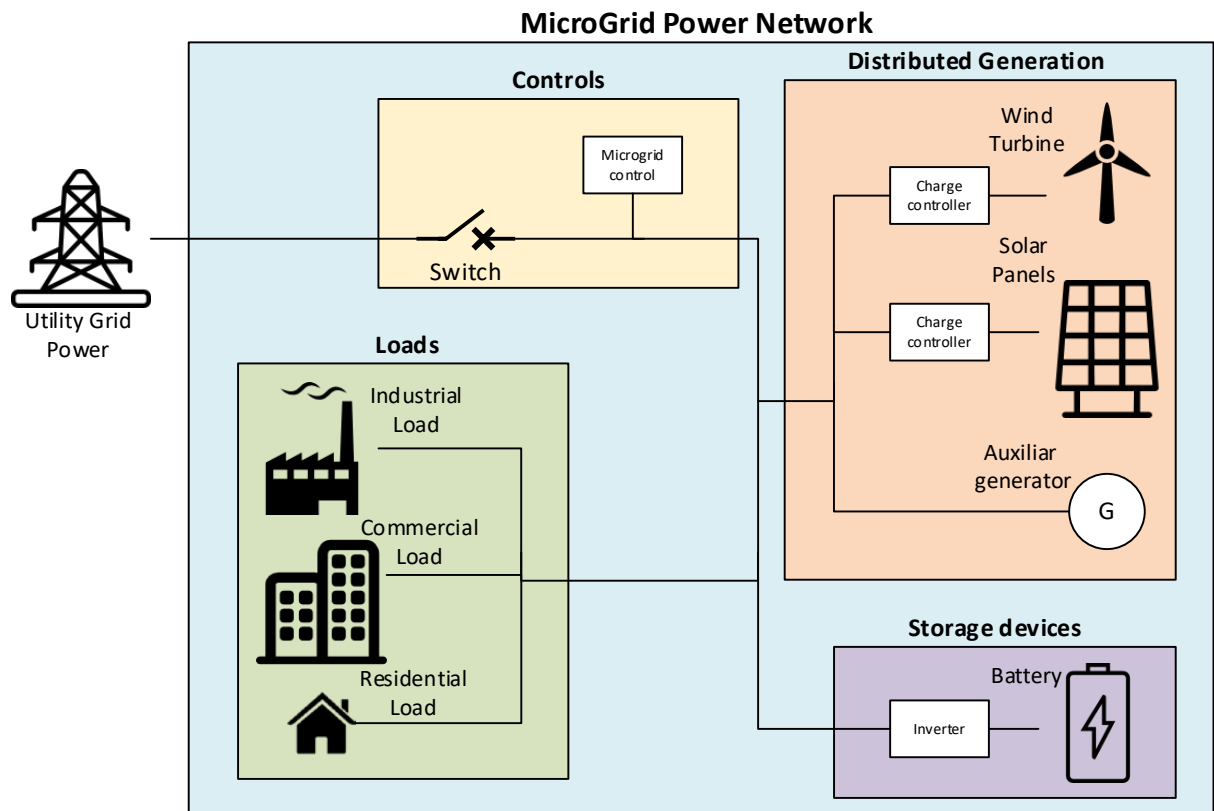 MicroGrid Power Network
Controls
Distributed Generation
Microgrid
control
Switch
Utility Grid
Power
Wind
Turbine
Charge
controller
Solar
Panels
Charge
controller
Auxiliar
generator
G
Loads
Industrial
Load
Commercial
Load
Residential
Load
Storage devices
Battery
Inverter